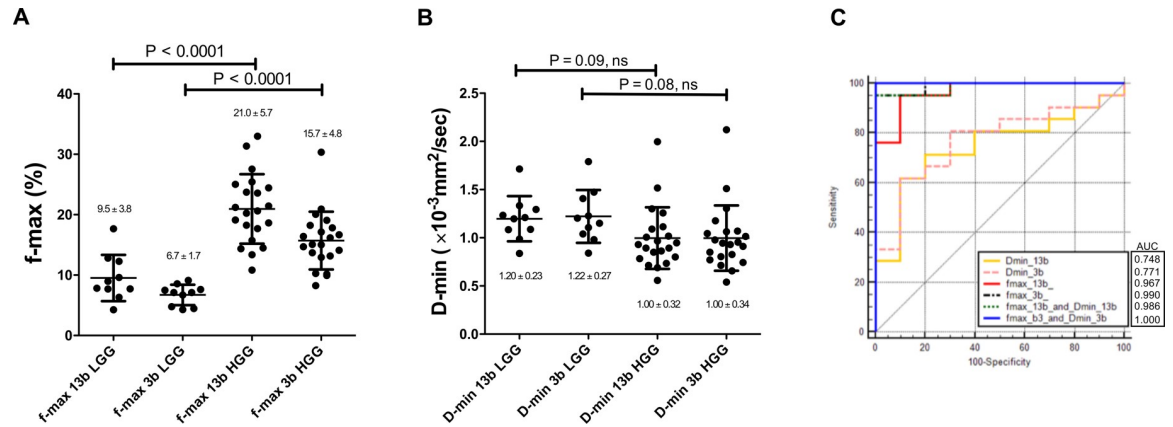 A
P < 0.0001
P < 0.0001
f-max (%)
40
30
20
10
0
9.5 ± 3.8
6.7 ± 1.7
21.0 ± 5.7
15.7 ± 4.8
f-max 13b LGG
f-max 3b LGG
f-max 13b HGG
f-max 3b HGG
B
P = 0.09, ns
P = 0.08, ns
D-min ( ×10⁻³mm²/sec)
2.5
2.0
1.5
1.0
0.5
0.0
1.20 ± 0.23
1.22 ± 0.27
1.00 ± 0.32
1.00 ± 0.34
D-min 13b LGG
D-min 3b LGG
D-min 13b HGG
D-min 3b HGG
C
Sensitivity
100
80
60
40
20
0
0 20 40 60 80 100
100-Specificity
AUC
Dmin_13b 0.748
Dmin_3b 0.771
fmax_13b_ 0.967
fmax_3b_ 0.990
fmax_13b_and_Dmin_13b 0.986
fmax_b3_and_Dmin_3b 1.000